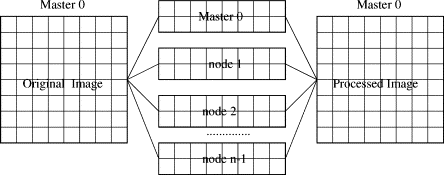 Master 0
Master 0
Master 0
Original Image
node 1
Processed Image
node 2
..............
node n-1